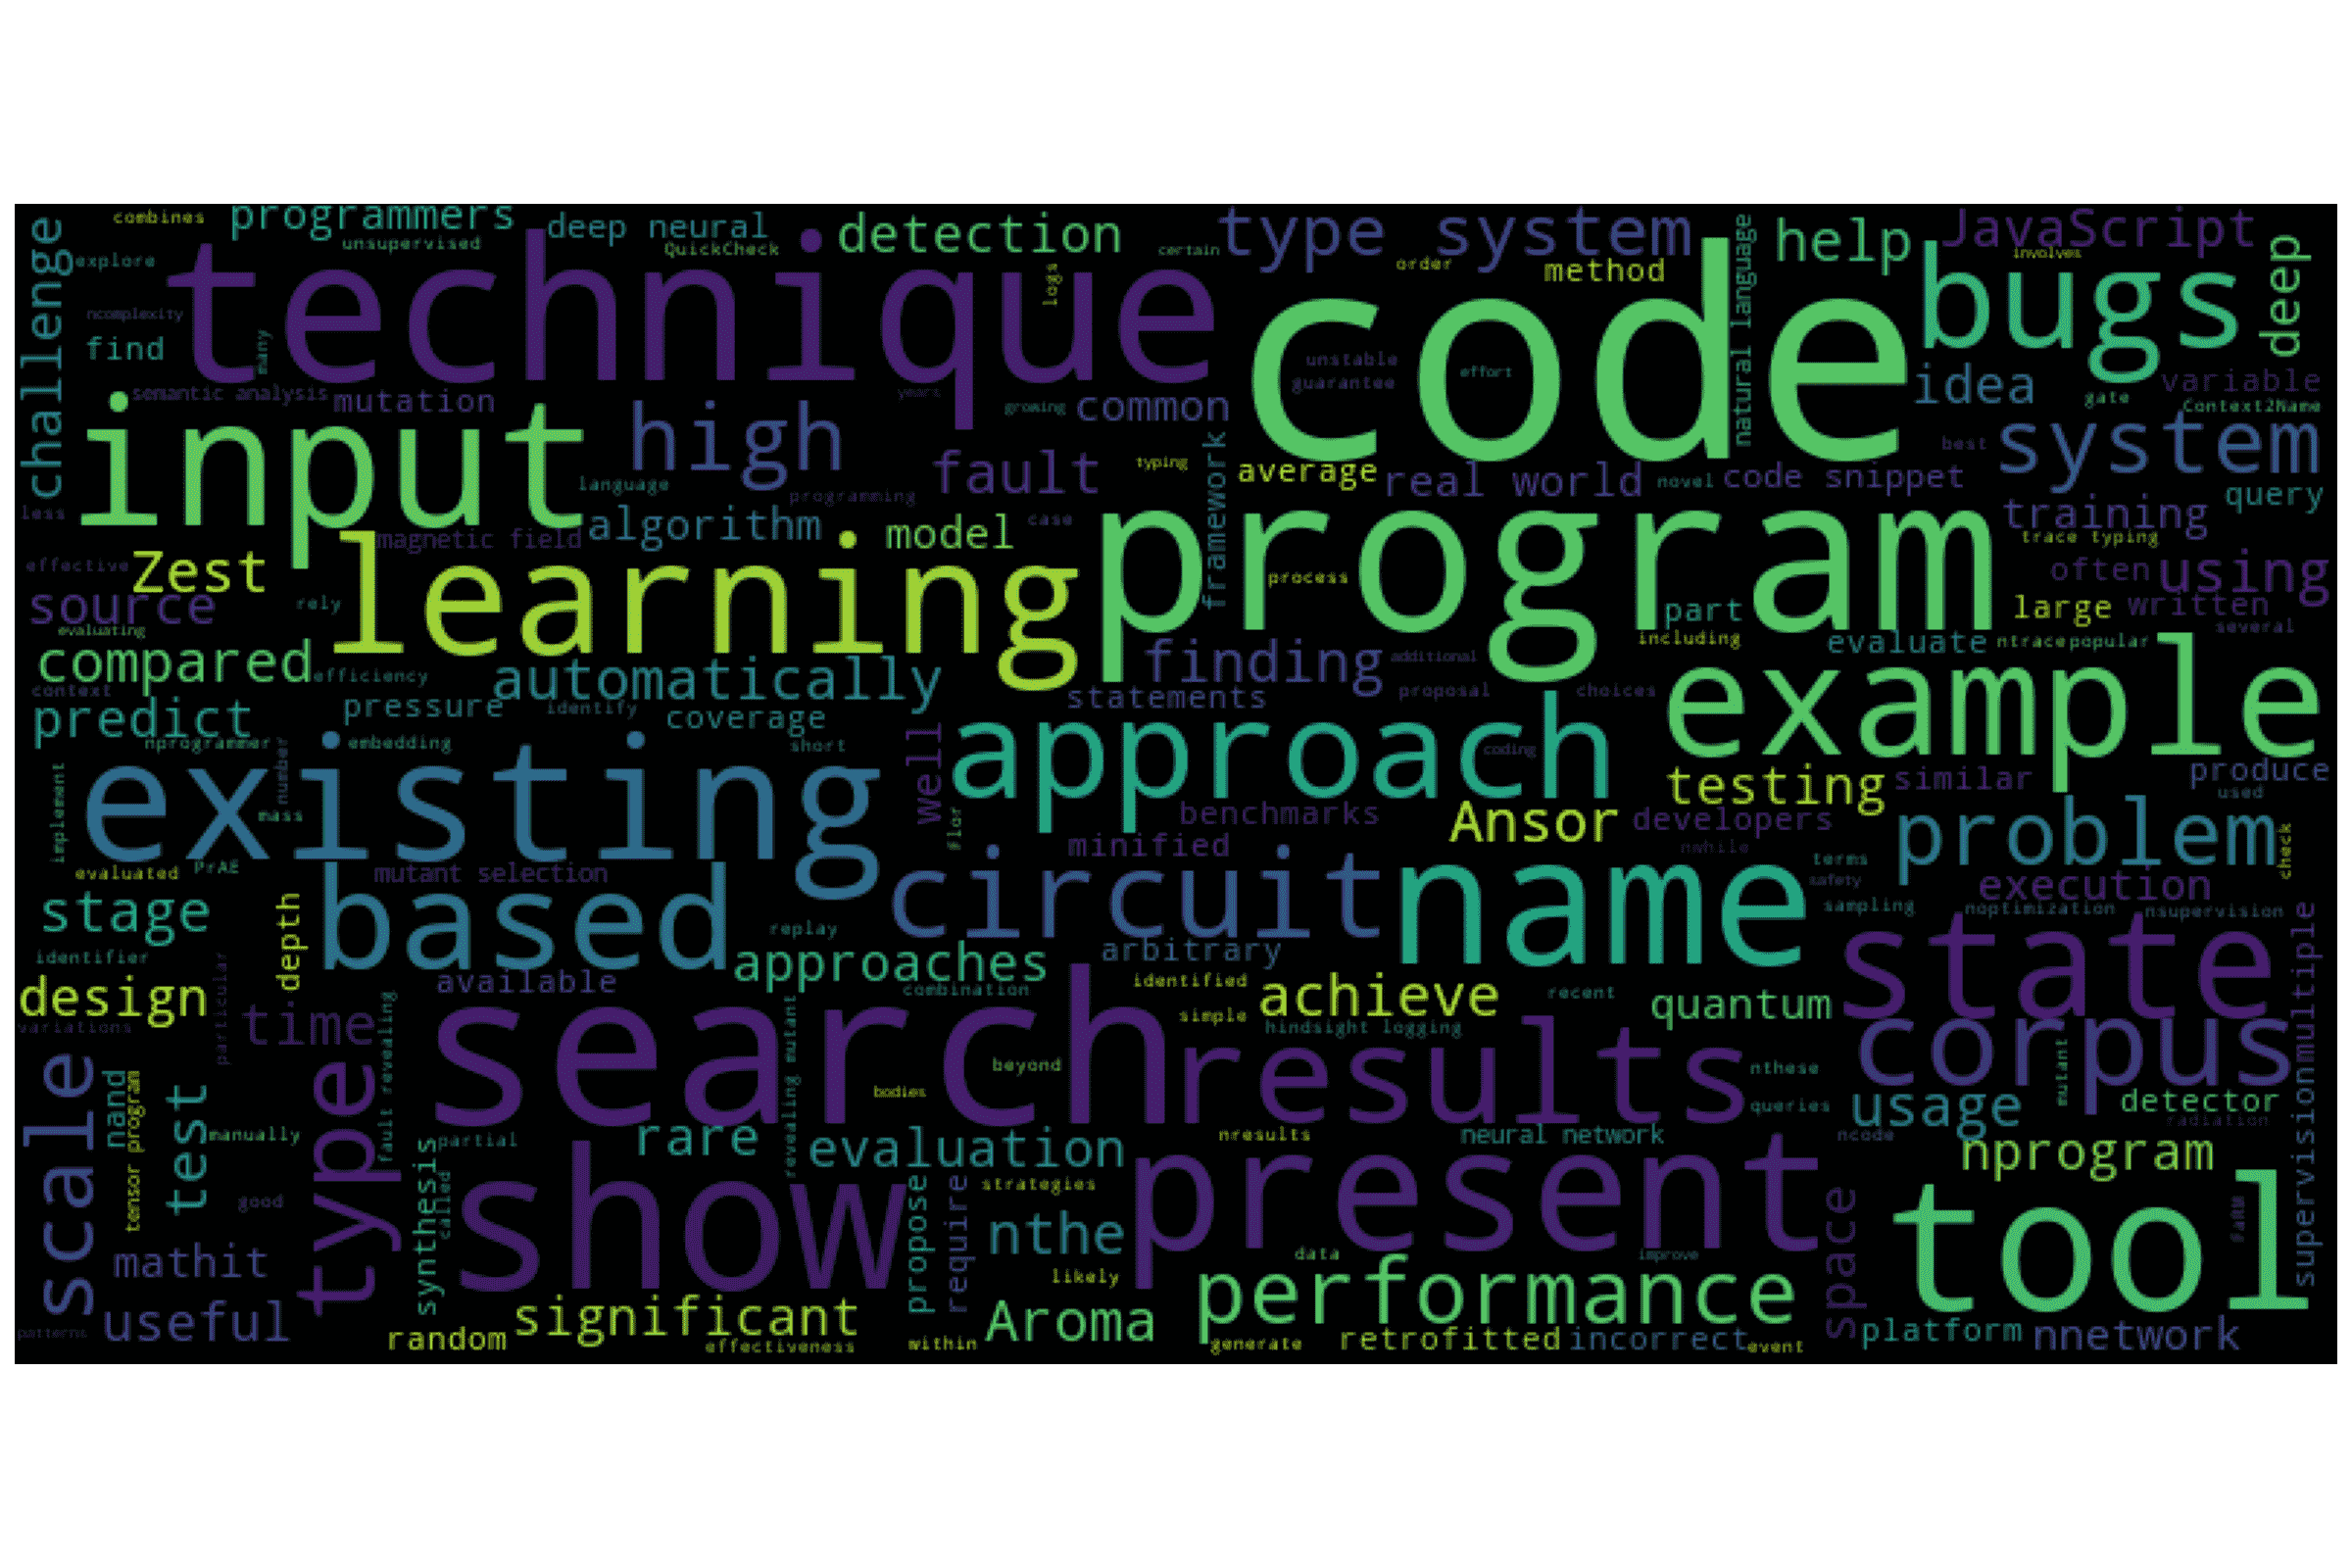 combines
programmers
unsupervised
deep neural
QuickCheck
detection
certain
type system
order
method
help
JavaScript
involves
natural language
challenge
explore
technique
logs
code
bugs
deep
ncomplexity
find
many
semantic analysis
mutation
years
growing
common
unstable
guarantee
effort
idea
variable
gate
Context2Name
input
high
language
fault
typing
framework
average
real world
novel
code snippet
best
system
query
less
programming
algorithm
magnetic field
model
case
program
training
trace typing
effective
Zest
source
rely
learning
process
part
often
using
large
written
several
evaluating
compared
efficiency
automatically
finding
additional
including
evaluate
ntrace
popular
context
predict
pressure
identify
coverage
statements
proposal
choices
example
nprogrammer
number
embedding
short
well
approach
coding
testing
similar
produce
used
implement
existing
mass
Flor
benchmarks
Ansor
developers
problem
check
evaluated
PrAE
mutant selection
minified
nwhile
terms
safety
execution
stage
depth
based
replay
circuit
name
sampling
noptimization
nsupervision
multiple
identifier
particular
available
approaches
arbitrary
state
design
time
fault revealing
combination
identified
achieve
recent
quantum
variations
search
revealing mutant
simple
hindsight logging
results
corpus
scale
nand
tensor program
test
type
beyond
bodies
nthese
queries
usage
mutant
detector
radiation
supervision
manually
synthesis
partial
called
rare
evaluation
nresults
neural network
ncode
nprogram
good
show
propose
require
strategies
present
space
tool
FaRM
mathit
nthe
data
improve
likely
performance
patterns
useful
random
significant
effectiveness
within
Aroma
generate
retrofitted
incorrect
event
platform
nnetwork